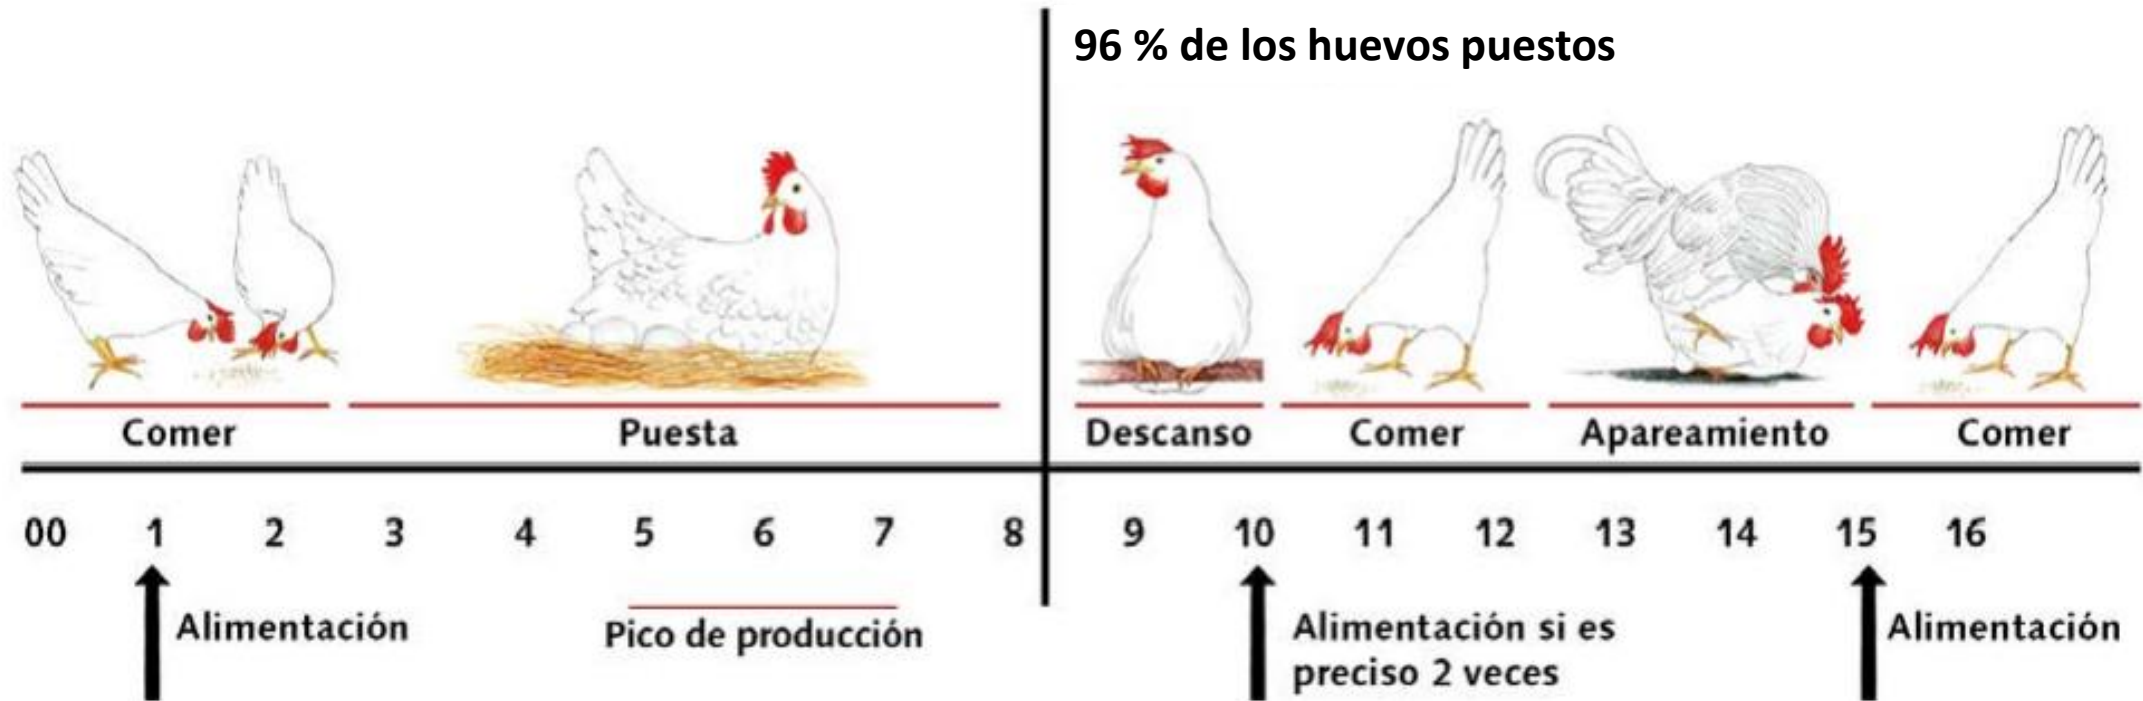 96 % de los huevos puestos
Comer
Puesta
Descanso
Comer
Apareamiento
Comer
00 1 2 3 4 5 6 7 8 9 10 11 12 13 14 15 16
Alimentación
Pico de producción
Alimentación si es
preciso 2 veces
Alimentación